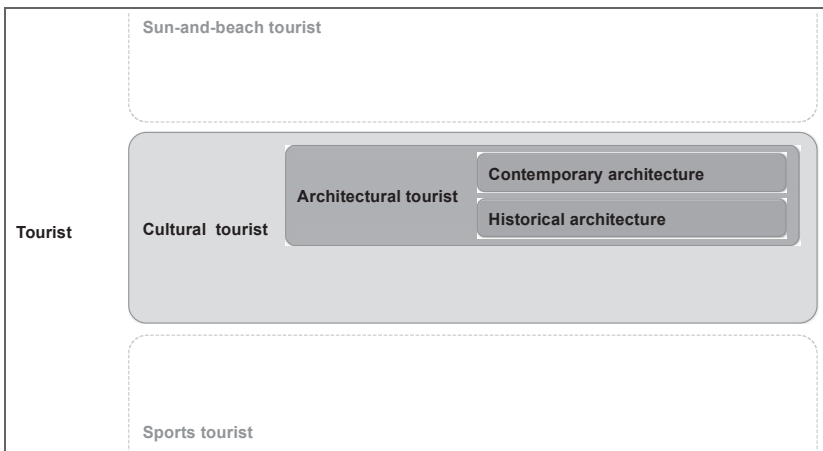 Sun-and-beach tourist
Contemporary architecture
Architectural tourist
Historical architecture
Tourist
Cultural tourist
Sports tourist